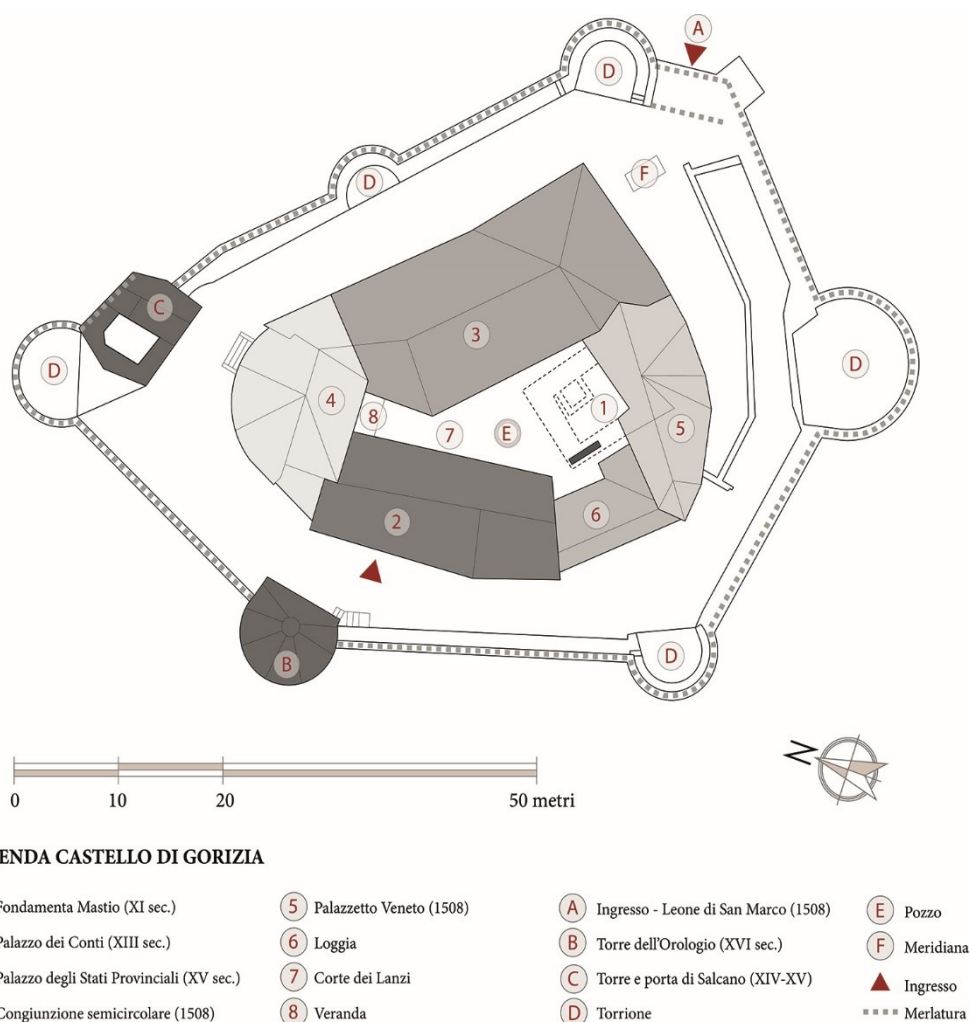 A
D
D
F
C
3
D
D
4
8
1
7
E
5
2
6
B
D
N
0 10 20 50 metri
ENDA CASTELLO DI GORIZIA
Fondamenta Mastio (XI sec.) 5 Palazzetto Veneto (1508) A Ingresso - Leone di San Marco (1508) E Pozzo
Palazzo dei Conti (XIII sec.) 6 Loggia B Torre dell'Orologio (XVI sec.) F Meridiana
Palazzo degli Stati Provinciali (XV sec.) 7 Corte dei Lanzi C Torre e porta di Salcano (XIV-XV) Ingresso
Congiunzione semicircolare (1508) 8 Veranda D Torrione Merlatura